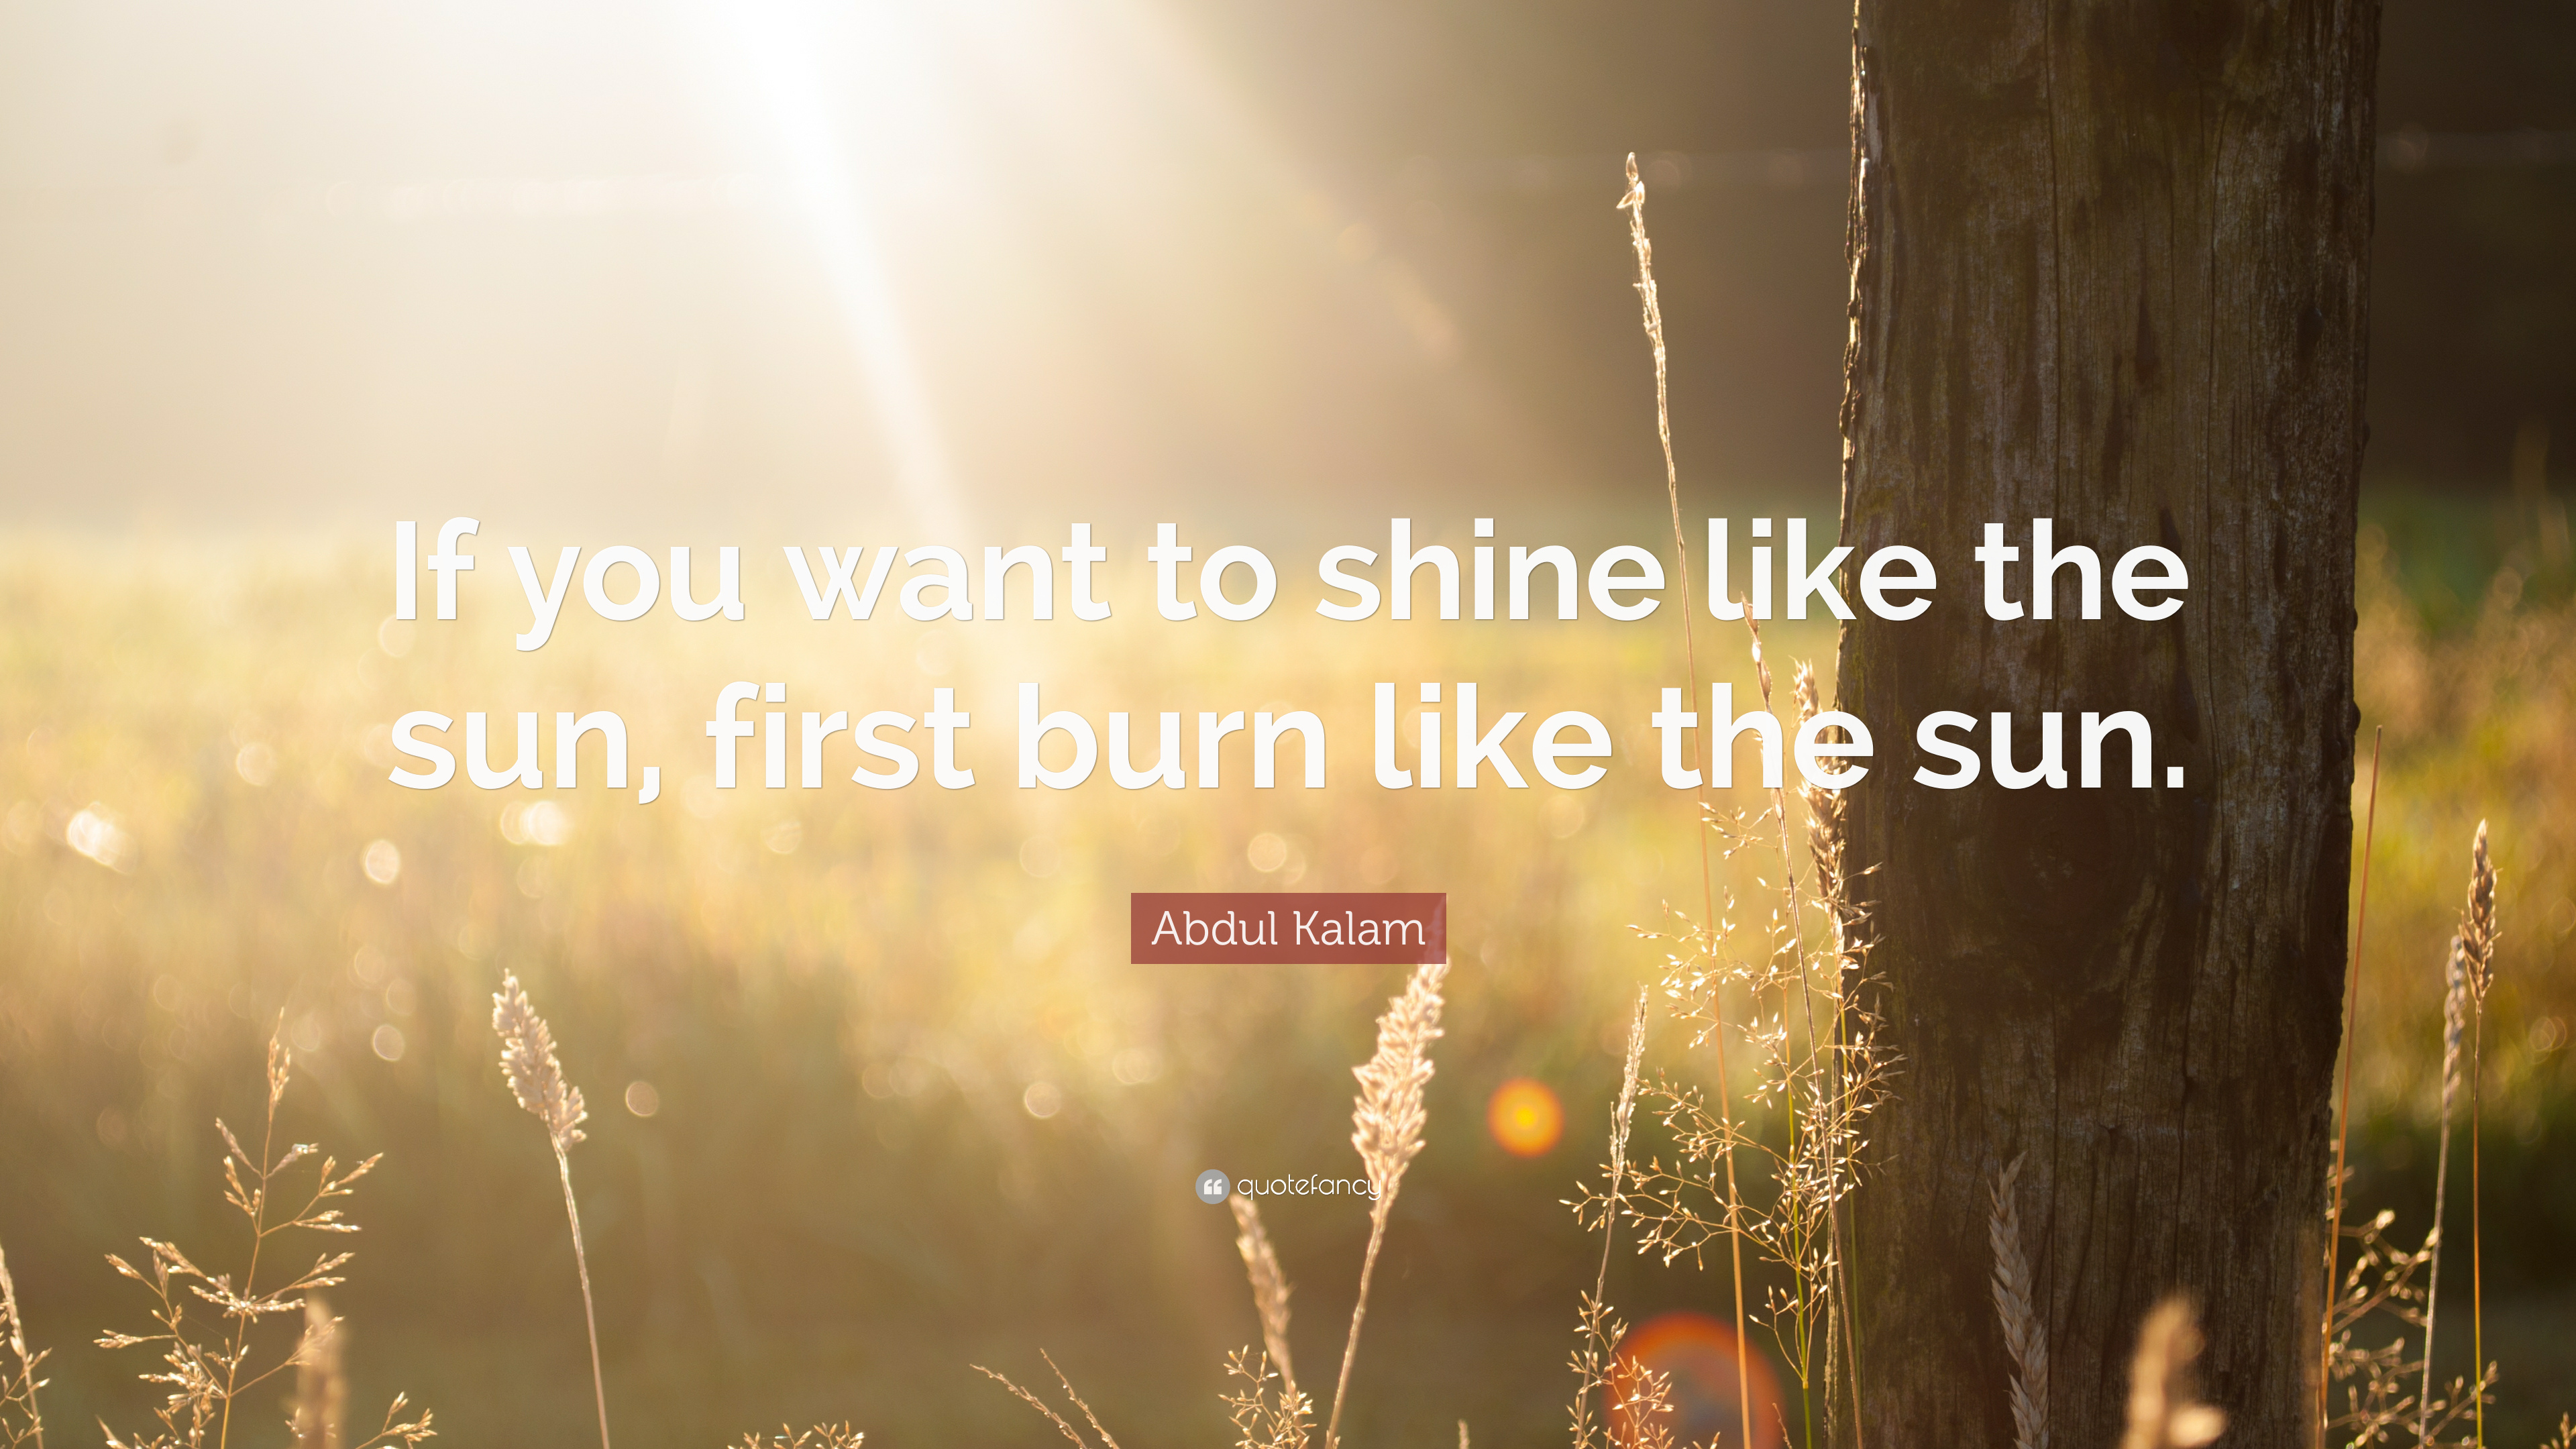 If you want to shine like the
sun, first burn like the sun.
Abdul Kalam
quotefancy